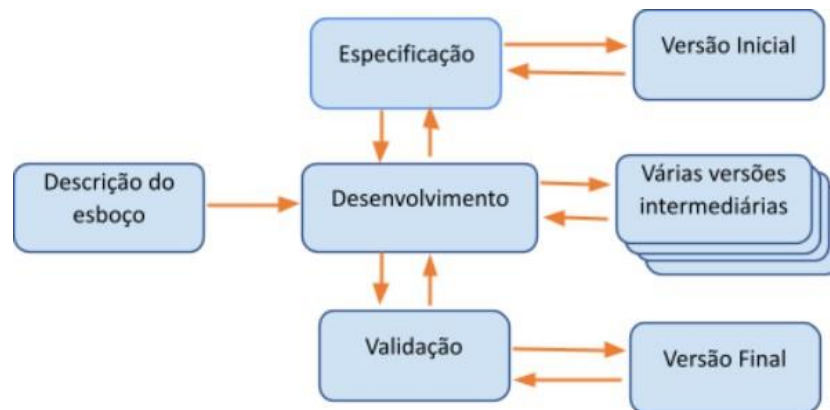 Especificação
Versão Inicial
Descrição do
esboço
Desenvolvimento
Várias versões
intermediárias
Validação
Versão Final